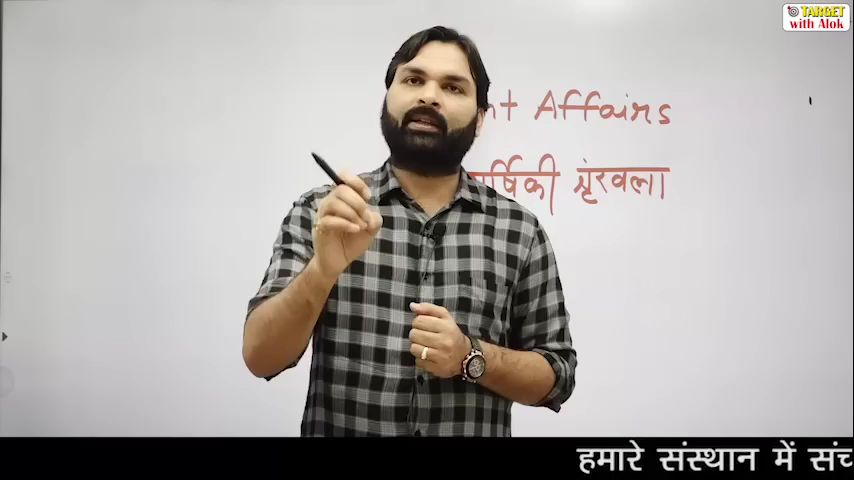 TARGET
with Alok
Affairs
श्रृंखला
हमारे संस्थान में